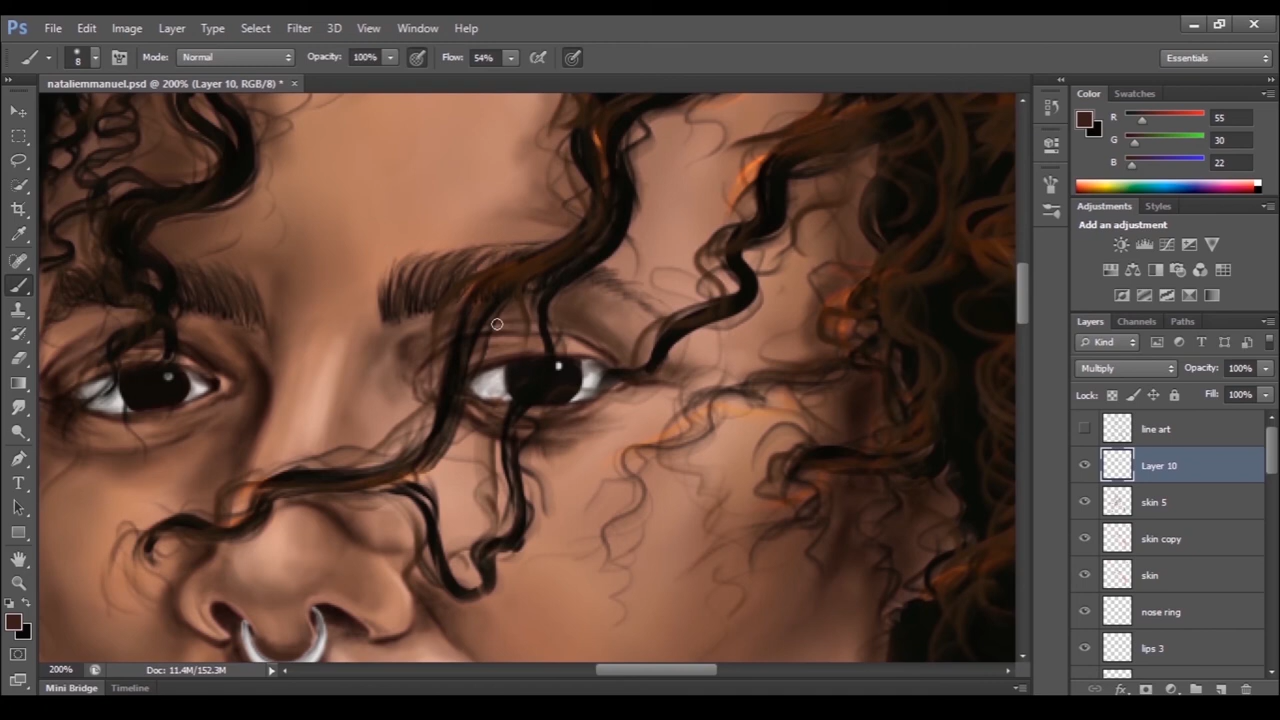 Ps File Edit Image Layer Type Select Filter 3D View Window Help
8 Mode: Normal Opacity: 100% Flow: 54% Essentials
nataliemmanuel.psd @ 200% (Layer 10, RGB/8) * ×
Color Swatches
R 55
G 30
B 22
Adjustments Styles
Add an adjustment
Layers Channels Paths
Kind
Multiply Opacity: 100%
Lock: Fill: 100%
line art
Layer 10
skin 5
skin copy
skin
nose ring
lips 3
200% Doc: 11.4M/152.3M
Mini Bridge Timeline